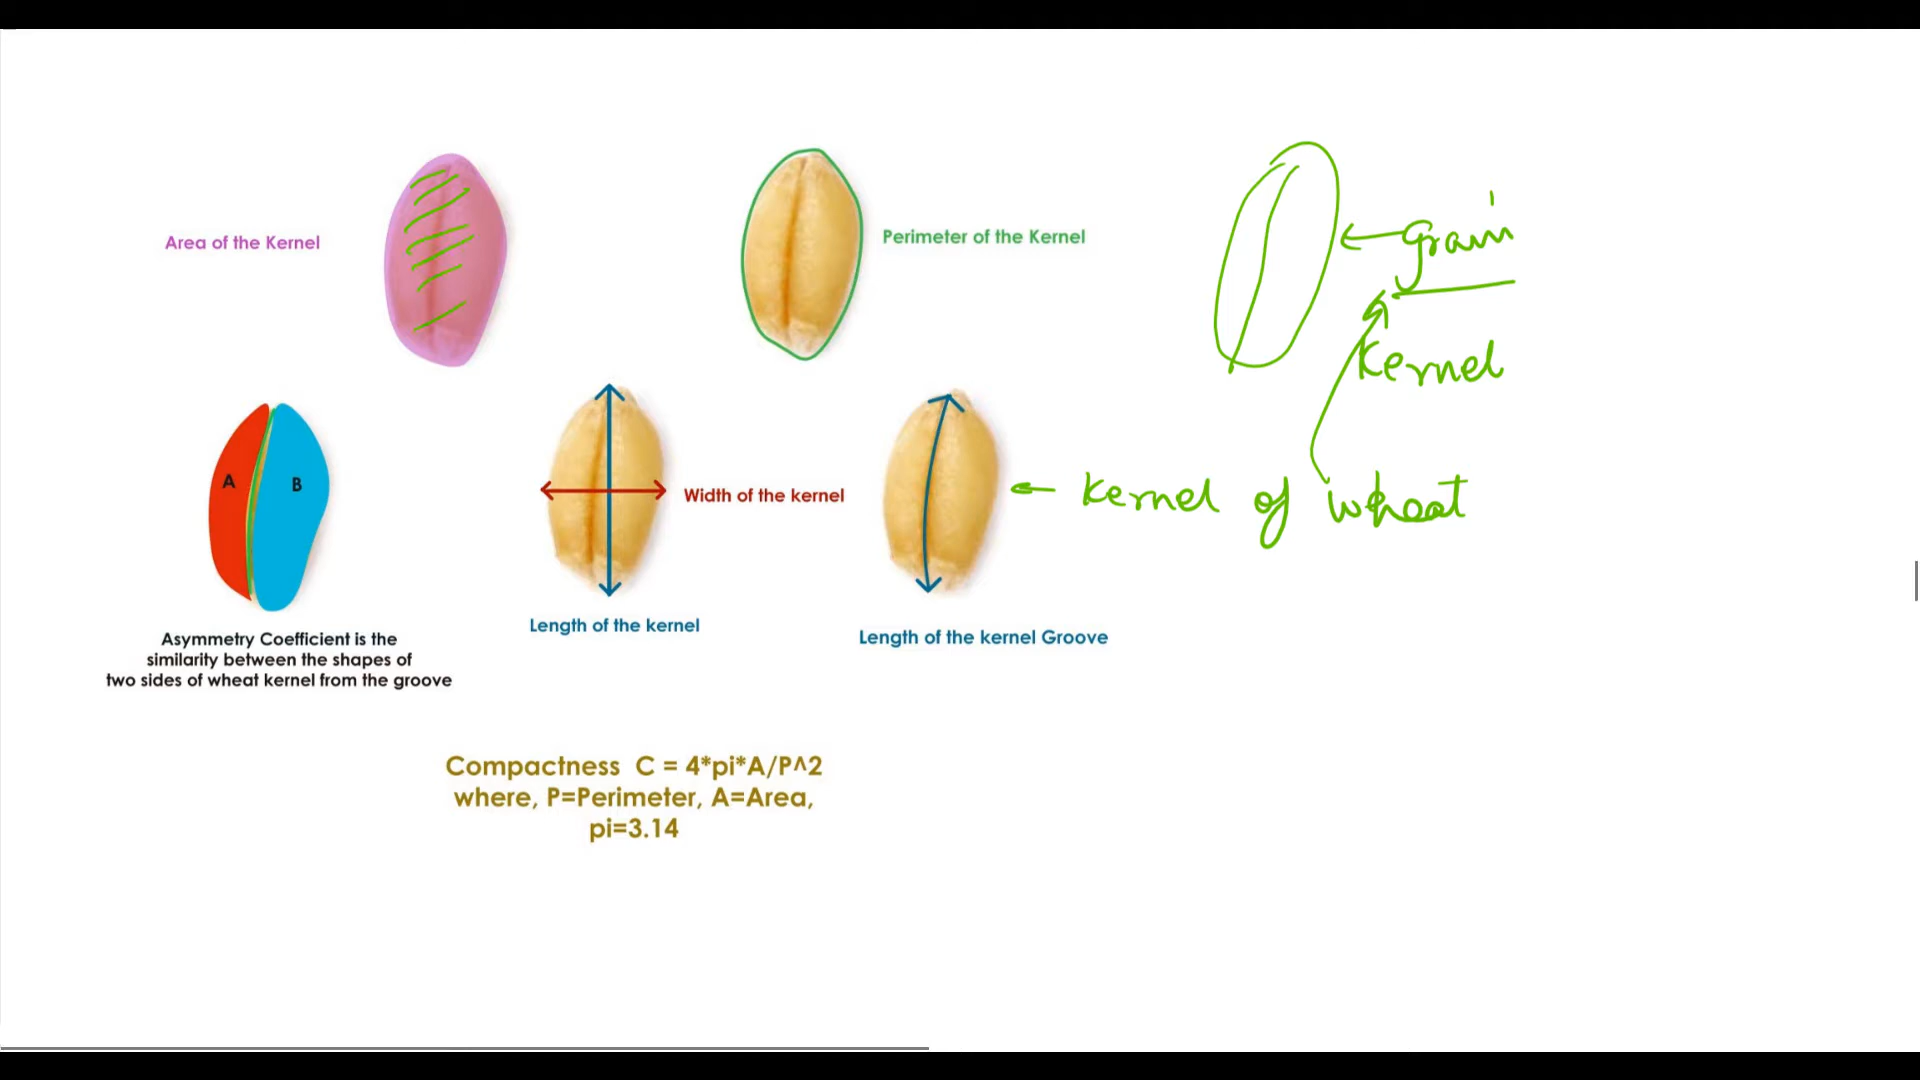 Area of the Kernel
Perimeter of the Kernel
grain
Kernel
A
B
Width of the kernel
Kernel of wheat
Length of the kernel
Length of the kernel Groove
Asymmetry Coefficient is the
similarity between the shapes of
two sides of wheat kernel from the groove
Compactness C = 4*pi*A/P^2
where, P=Perimeter, A=Area,
pi=3.14